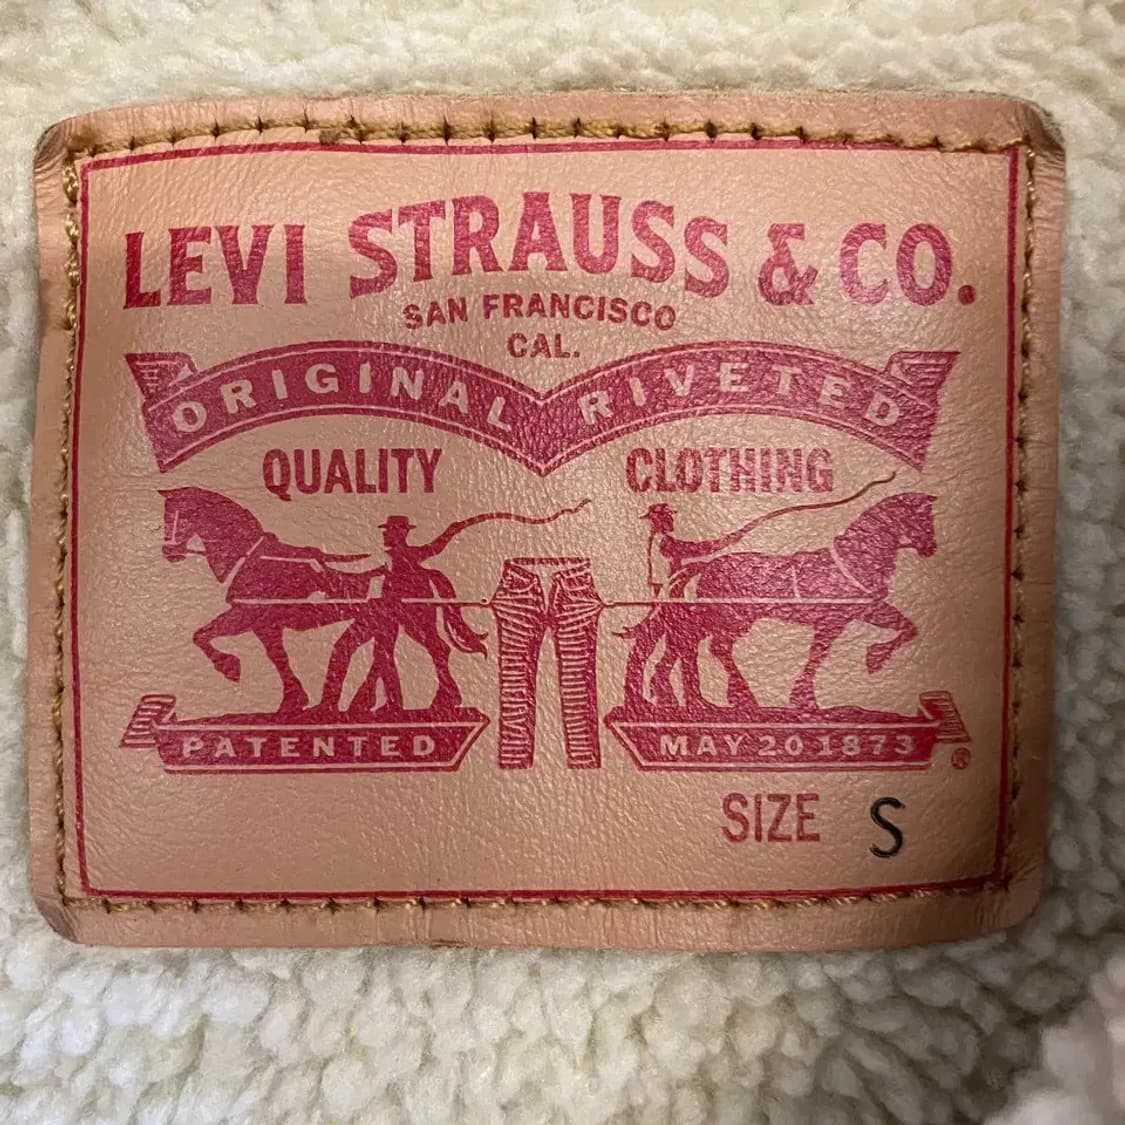 LEVI STRAUSS & CO.
SAN FRANCISCO
CAL.
ORIGINAL RIVETED
QUALITY CLOTHING
PATENTED MAY 20 1873 ®
SIZE S